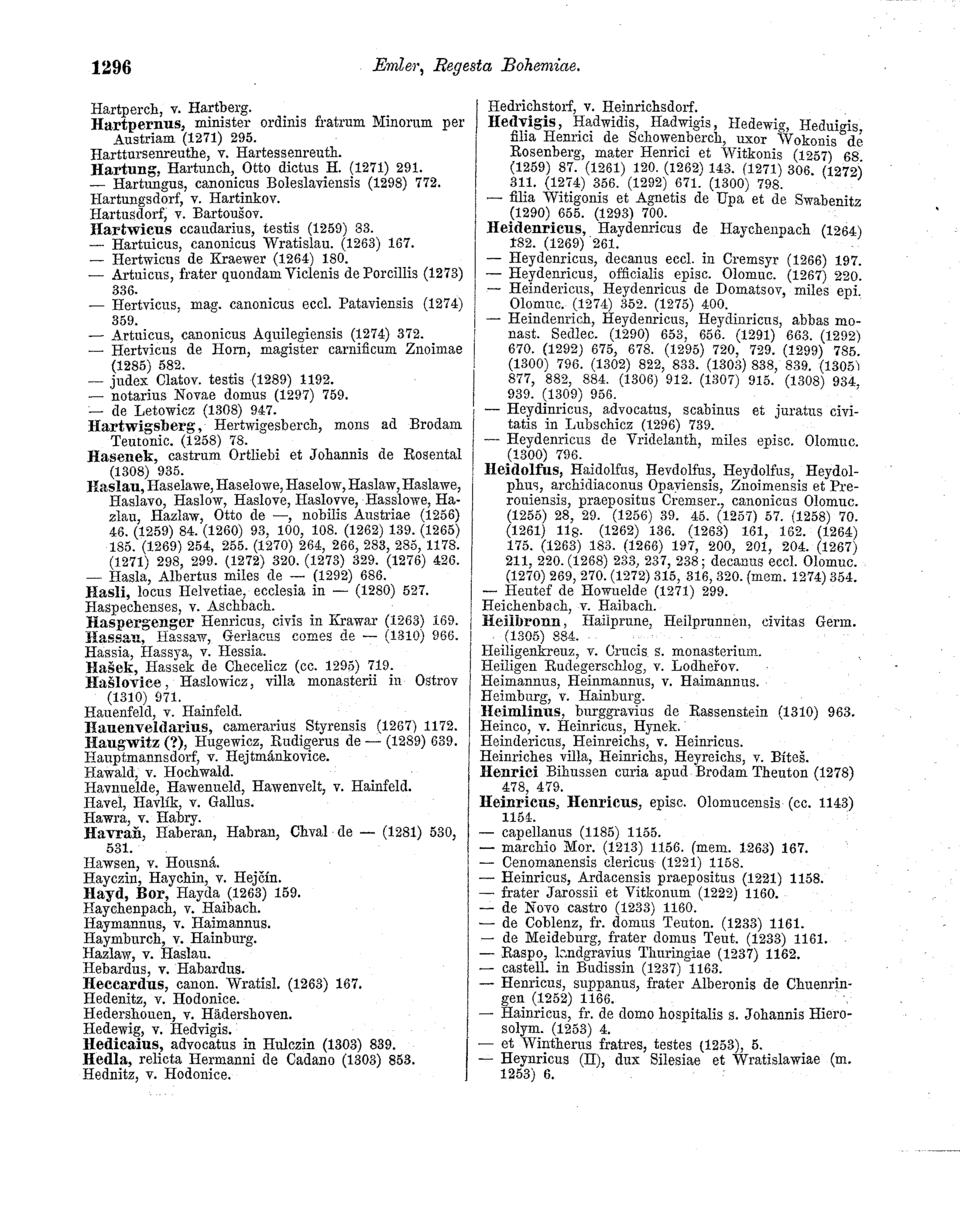 1296
Emler, Regesta Bohemiae.
Hartperch, v. Hartberg.
Hartpernus, minister ordinis fratrum Minorum per
Austriam (1271) 295.
Harttursenreuthe, v. Hartessenreuth.
Hartung, Hartunch, Otto dictus H. (1271) 291.
— Hartungus, canonicus Boleslaviensis (1298) 772.
Hartungsdorf, v. Hartinkov.
Hartusdorf, v. Bartoušov.
Hartwicus ccaudarius, testis (1259) 83.
— Hartuicus, canonicus Wratislau. (1263) 167.
— Hertwicus de Kraewer (1264) 180.
— Artuicus, frater quondam Viclenis de Porcillis (1273)
336.
— Hertvicus, mag. canonicus eccl. Pataviensis (1274)
359.
— Artuicus, canonicus Aquilegiensis (1274) 372.
— Hertvicus de Horn, magister carnificum Znoimae
(1285) 582.
— judex Clatov. testis (1289) 1192.
— notarius Novae domus (1297) 759.
— de Letowicz (1308) 947.
Hartwigsberg, Hertwigesberch, mons ad Brodam
Teutonic. (1258) 78.
Hasenek, castrum Ortliebi et Johannis de Rosental
(1308) 935.
Haslau, Haselawe, Haselowe, Haselow, Haslaw, Haslawe,
Haslavo, Haslow, Haslove, Haslovve, Hasslowe, Ha-
zlau, Hazlaw, Otto de —, nobilis Austriae (1256)
46. (1259) 84. (1260) 93, 100, 108. (1262) 139. (1265)
185. (1269) 254, 255. (1270) 264, 266, 283, 285, 1178.
(1271) 298, 299. (1272) 320. (1273) 329. (1276) 426.
— Hasla, Albertus miles de — (1292) 686.
Hasli, locus Helvetiae, ecclesia in — (1280) 527.
Haspechenses, v. Aschbach.
Haspergenger Henricus, civis in Krawar (1263) 169.
Hassau, Hassaw, Gerlacus comes de — (1310) 966.
Hassia, Hassya, v. Hessia.
Hašek, Hassek de Checelicz (cc. 1295) 719.
Hašlovice, Haslowicz, villa monasterii in Ostrov
(1310) 971.
Hauenfeld, v. Hainfeld.
Hauenveldarius, camerarius Styrensis (1267) 1172.
Haugwitz (?), Hugewicz, Rudigerus de — (1289) 639.
Hauptmannsdorf, v. Hejtmánkovice.
Hawald, v. Hochwald.
Havnuelde, Hawenueld, Hawenvelt, v. Hainfeld.
Havel, Havlík, v. Gallus.
Hawra, v. Habry.
Havraň, Haberan, Habran, Chval de — (1281) 530,
531.
Hawsen, v. Housná.
Hayczin, Haychin, v. Hejčín.
Hayd, Bor, Hayda (1263) 159.
Haychenpach, v. Haibach.
Haymannus, v. Haimannus.
Haymburch, v. Hainburg.
Hazlaw, v. Haslau.
Hebardus, v. Habardus.
Heccardus, canon. Wratisl. (1263) 167.
Hedenitz, v. Hodonice.
Hedershouen, v. Hädershoven.
Hedewig, v. Hedvigis.
Hedicaius, advocatus in Hulczin (1303) 839.
Hedla, relicta Hermanni de Cadano (1303) 853.
Hednitz, v. Hodonice.
Hedrichstorf, v. Heinrichsdorf.
Hedvigis, Hadwidis, Hadwigis, Hedewig, Heduigis,
filia Henrici de Schowenberch, uxor Wokonis de
Rosenberg, mater Henrici et Witkonis (1257) 68.
(1259) 87. (1261) 120. (1262) 143. (1271) 306. (1272)
311. (1274) 356. (1292) 671. (1300) 798.
— filia Witigonis et Agnetis de Upa et de Swabenitz
(1290) 655. (1293) 700.
Heidenricus, Haydenricus de Haychenpach (1264)
182. (1269) 261.
— Heydenricus, decanus eccl. in Cremsyr (1266) 197.
— Heydenricus, officialis episc. Olomuc. (1267) 220.
— Heindericus, Heydenricus de Domatsov, miles epi.
Olomuc. (1274) 352. (1275) 400.
— Heindenrich, Heydenricus, Heydinricus, abbas mo-
nast. Sedlec. (1290) 653, 656. (1291) 663. (1292)
670. (1292) 675, 678. (1295) 720, 729. (1299) 785.
(1300) 796. (1302) 822, 833. (1303) 838, 839. (1305)
877, 882, 884. (1306) 912. (1307) 915. (1308) 934,
939. (1309) 956.
— Heydinricus, advocatus, scabinus et juratus civi-
tatis in Lubschicz (1296) 739.
— Heydenricus de Vridelanth, miles episc. Olomuc.
(1300) 796.
Heidolfus, Haidolfus, Hevdolfus, Heydolfus, Heydol-
phus, archidiaconus Opaviensis, Znoimensis et Pre-
rouiensis, praepositus Cremser., canonicus Olomuc.
(1255) 28, 29. (1256) 39. 45. (1257) 57. (1258) 70.
(1261) 11g. (1262) 136. (1263) 161, 162. (1264)
175. (1263) 183. (1266) 197, 200, 201, 204. (1267)
211, 220. (1268) 233, 237, 238; decanus eccl. Olomuc.
(1270) 269, 270. (1272) 315, 316, 320. (mem. 1274) 354.
— Heutef de Howuelde (1271) 299.
Heichenbach, v. Haibach.
Heilbronn, Hailprune, Heilprunnen, civitas Germ.
(1305) 884.
Heiligenkreuz, v. Crucis s. monasterium.
Heiligen Rudegerschlog, v. Lodheřov.
Heimannus, Heinmannus, v. Haimannus.
Heimburg, v. Hainburg.
Heimlinus, burggravius de Rassenstein (1310) 963.
Heinco, v. Heinricus, Hynek.
Heindericus, Heinreichs, v. Heinricus.
Heinriches villa, Heinrichs, Heyreichs, v. Bíteš.
Henrici Bihussen curia apud Brodam Theuton (1278)
478, 479.
Heinricus, Henricus, episc. Olomucensis (cc. 1143)
1154.
— capellanus (1185) 1155.
— marchio Mor. (1213) 1156. (mem. 1263) 167.
— Cenomanensis clericus (1221) 1158.
— Heinricus, Ardacensis praepositus (1221) 1158.
— frater Jarossii et Vitkonum (1222) 1160.
— de Novo castro (1233) 1160.
— de Coblenz, fr. domus Teuton. (1233) 1161.
— de Meideburg, frater domus Teut. (1233) 1161.
— Raspo, landgravius Thuringiae (1237) 1162.
— castell. in Budissin (1237) 1163.
— Henricus, suppanus, frater Alberonis de Chuenrin-
gen (1252) 1166.
— Hainricus, fr. de domo hospitalis s. Johannis Hiero-
solym. (1253) 4.
— et Wintherus fratres, testes (1253), 5.
— Heynricus (II), dux Silesiae et Wratislawiae (m.
1253) 6.